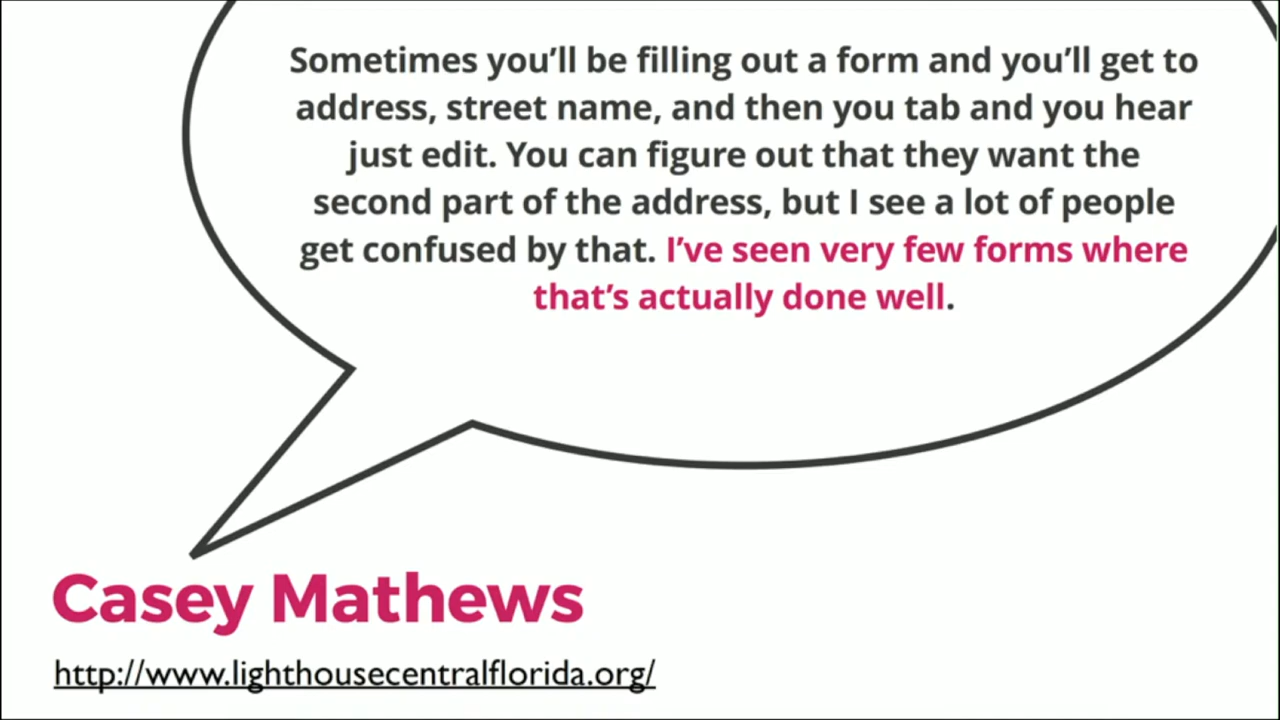 Sometimes you’ll be filling out a form and you’ll get to
address, street name, and then you tab and you hear
just edit. You can figure out that they want the
second part of the address, but I see a lot of people
get confused by that. I’ve seen very few forms where
that’s actually done well.
Casey Mathews
http://www.lighthousecentralflorida.org/